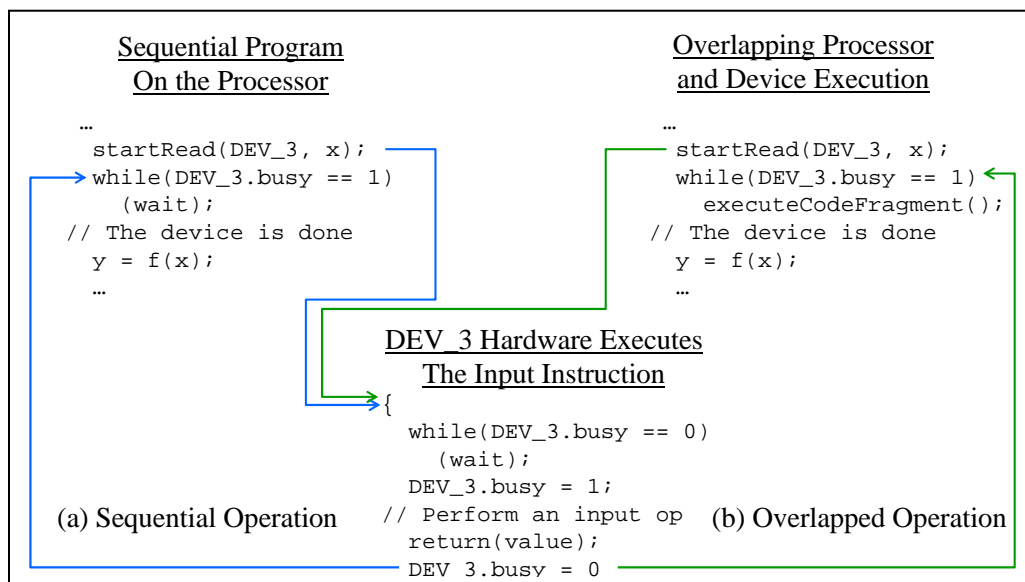 Sequential Program
On the Processor
…
startRead(DEV_3, x);
while(DEV_3.busy == 1)
(wait);
// The device is done
y = f(x);
…
Overlapping Processor
and Device Execution
…
startRead(DEV_3, x);
while(DEV_3.busy == 1)
executeCodeFragment();
// The device is done
y = f(x);
…
DEV_3 Hardware Executes
The Input Instruction
{
while(DEV_3.busy == 0)
(wait);
DEV_3.busy = 1;
// Perform an input op
return(value);
DEV_3.busy = 0
(a) Sequential Operation
(b) Overlapped Operation